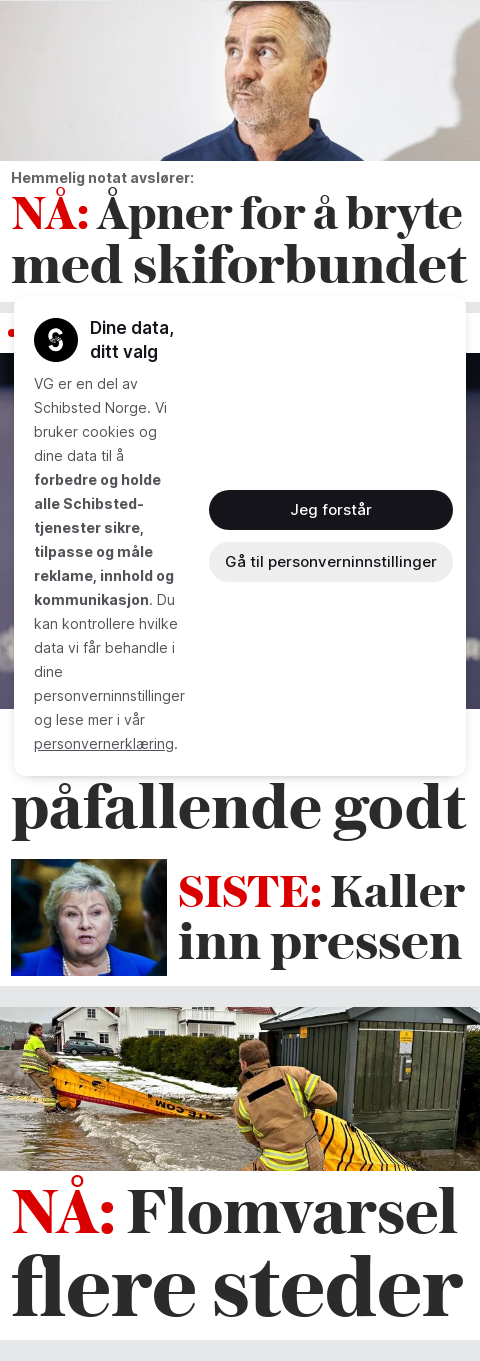 Hemmelig notat avslører:
NÅ: Åpner for å bryte
med skiforbundet
Dine data,
ditt valg
VG er en del av
Schibsted Norge. Vi
bruker cookies og
dine data til å
forbedre og holde
alle Schibsted-
tjenester sikre,
tilpasse og måle
reklame, innhold og
kommunikasjon. Du
kan kontrollere hvilke
data vi får behandle i
dine
personverninnstillinger
og lese mer i vår
personvernerklæring.
Jeg forstår
Gå til personverninnstillinger
påfallende godt
SISTE: Kaller
inn pressen
NÅ: Flomvarsel
flere steder